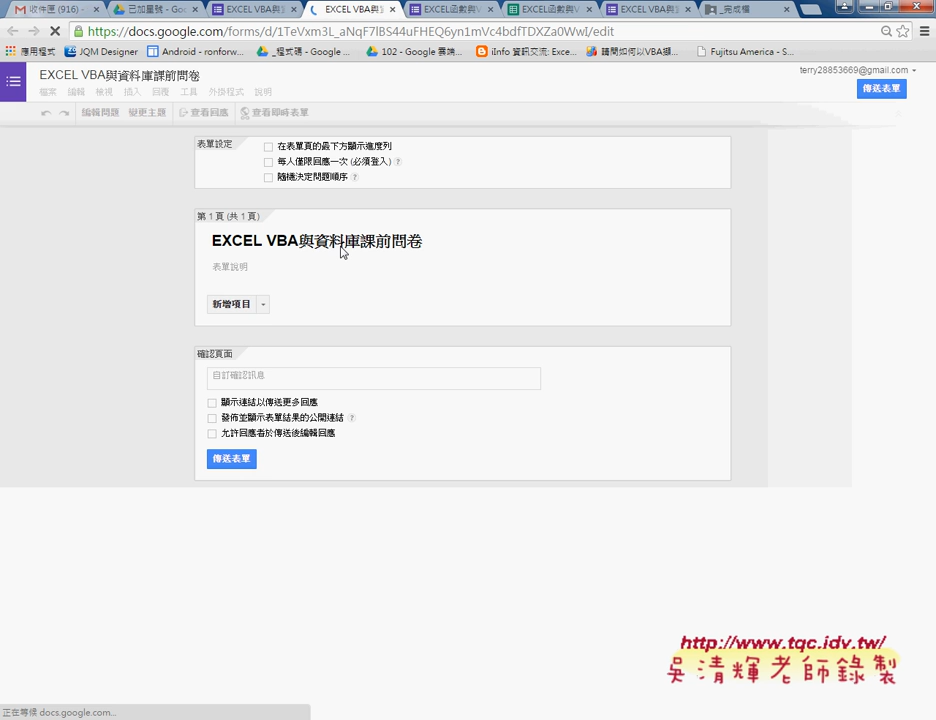 收件匣 (916) -
已加星號 - Goo
EXCEL VBA與
EXCEL VBA與
EXCEL函數與V
EXCEL函數與V
EXCEL VBA與
_完成檔
https://docs.google.com/forms/d/1TeVxm3L_aNqF7lBS44uFHEQ6yn1mVc4bdfTDXZa0WwI/edit
應用程式
JQM Designer
Android - ronforw...
_程式碼 - Google ...
102 - Google 雲端...
iInfo 資訊交流: Exce...
請問如何以VBA擷...
Fujitsu America - S...
EXCEL VBA與資料庫課前問卷
terry28853669@gmail.com
檔案 編輯 檢視 插入 回覆 工具 外掛程式 說明
傳送表單
編輯問題 變更主題 查看回應 查看即時表單
表單設定
在表單頁的最下方顯示進度列
每人僅限回應一次 (必須登入) ?
隨機決定問題順序 ?
第 1 頁 (共 1 頁)
EXCEL VBA與資料庫課前問卷
表單說明
新增項目
確認頁面
自訂確認訊息
顯示連結以傳送更多回應
發佈並顯示表單結果的公開連結 ?
允許回應者於傳送後編輯回應
傳送表單
http://www.tqc.idv.tw/
吳清輝老師錄製
正在等候 docs.google.com...